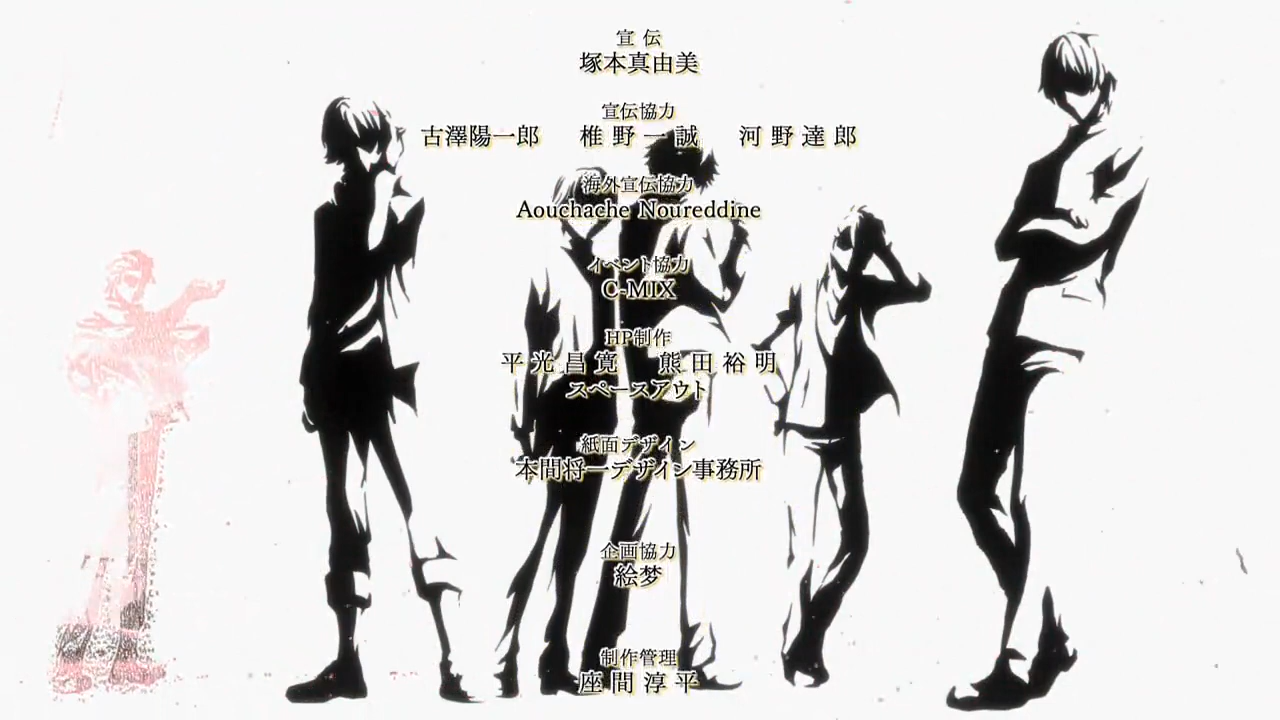 宣伝
塚本真由美
宣伝協力
古澤陽一郎 椎野一誠 河野達郎
海外宣伝協力
Aouchache Noureddine
イベント協力
C-MIX
HP制作
平光昌寛 熊田裕明
スペースアウト
紙面デザイン
本間将一デザイン事務所
企画協力
絵梦
制作管理
座間淳平